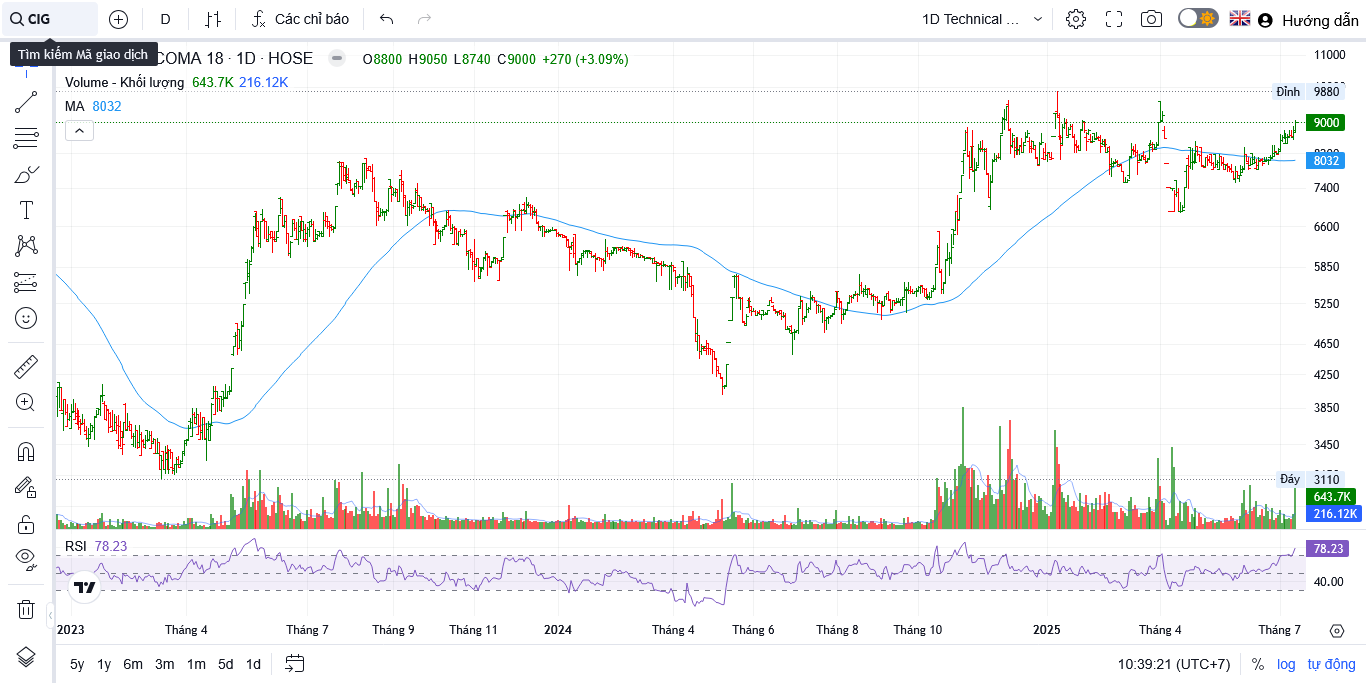 CIG D Các chỉ báo 1D Technical ... Hướng dẫn
Tìm kiếm Mã giao dịch
COMA 18 · 1D · HOSE O8800 H9050 L8740 C9000 +270 (+3.09%)
Volume - Khối lượng 643.7K 216.12K
MA 8032
11000
Đỉnh 9880
9000
8032
7400
6600
5850
5250
4650
4250
3850
3450
Đáy 3110
643.7K
216.12K
RSI 78.23
78.23
40.00
2023 Tháng 4 Tháng 7 Tháng 9 Tháng 11 2024 Tháng 4 Tháng 6 Tháng 8 Tháng 10 2025 Tháng 4 Tháng 7
5y 1y 6m 3m 1m 5d 1d 10:39:21 (UTC+7) % log tự động